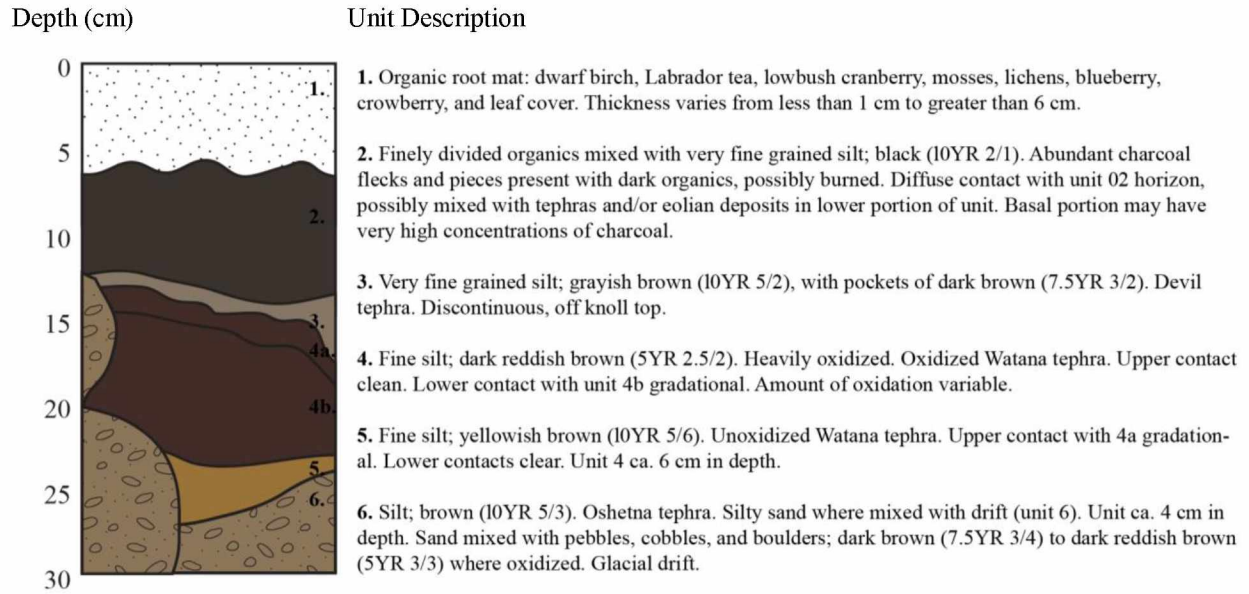 Depth (cm)
Unit Description
0
5
10
15
20
25
30
1.
2.
3.
4a.
4b.
5.
6.
1. Organic root mat: dwarf birch, Labrador tea, lowbush cranberry, mosses, lichens, blueberry,
crowberry, and leaf cover. Thickness varies from less than 1 cm to greater than 6 cm.
2. Finely divided organics mixed with very fine grained silt; black (10YR 2/1). Abundant charcoal
flecks and pieces present with dark organics, possibly burned. Diffuse contact with unit 02 horizon,
possibly mixed with tephras and/or eolian deposits in lower portion of unit. Basal portion may have
very high concentrations of charcoal.
3. Very fine grained silt; grayish brown (10YR 5/2), with pockets of dark brown (7.5YR 3/2). Devil
tephra. Discontinuous, off knoll top.
4. Fine silt; dark reddish brown (5YR 2.5/2). Heavily oxidized. Oxidized Watana tephra. Upper contact
clean. Lower contact with unit 4b gradational. Amount of oxidation variable.
5. Fine silt; yellowish brown (10YR 5/6). Unoxidized Watana tephra. Upper contact with 4a gradation-
al. Lower contacts clear. Unit 4 ca. 6 cm in depth.
6. Silt; brown (10YR 5/3). Oshetna tephra. Silty sand where mixed with drift (unit 6). Unit ca. 4 cm in
depth. Sand mixed with pebbles, cobbles, and boulders; dark brown (7.5YR 3/4) to dark reddish brown
(5YR 3/3) where oxidized. Glacial drift.